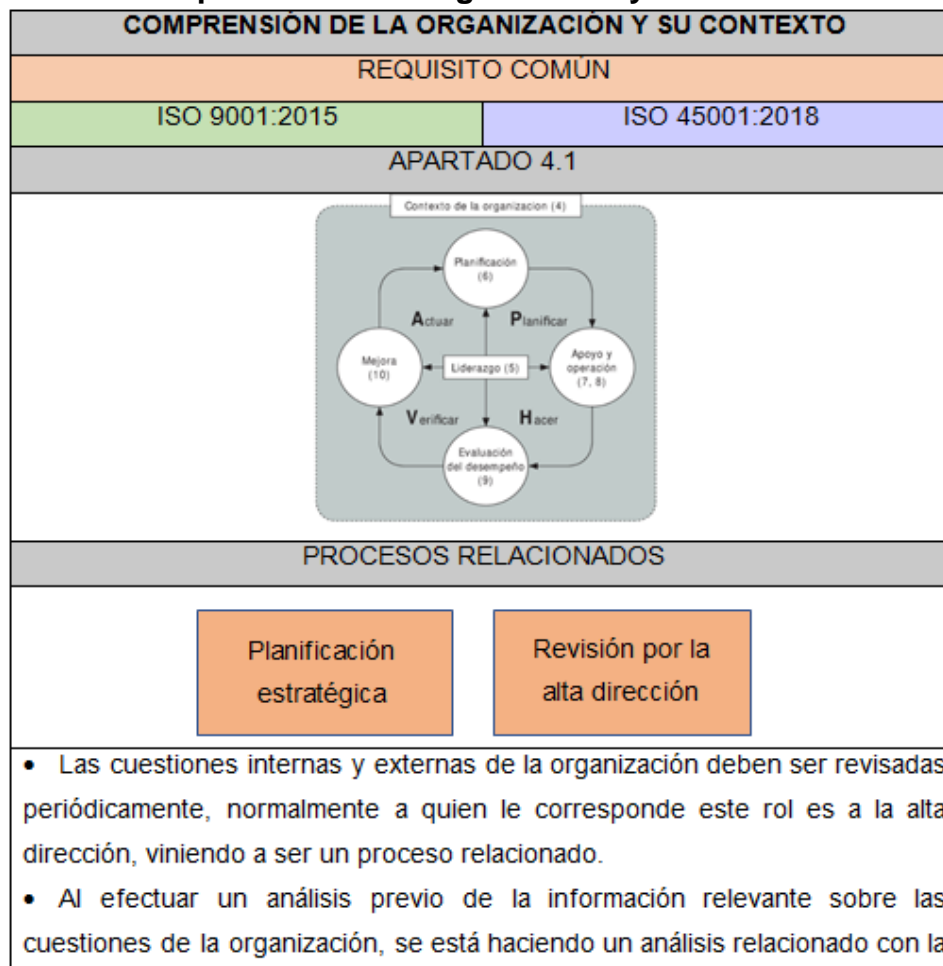 COMPRENSIÓN DE LA ORGANIZACIÓN Y SU CONTEXTO
REQUISITO COMÚN
ISO 9001:2015
ISO 45001:2018
APARTADO 4.1
Contexto de la organizacion (4)
Planificación
(6)
Actuar
Planificar
Mejora
(10)
Liderazgo (5)
Apoyo y
operación
(7, 8)
Verificar
Hacer
Evaluación
del desempeño
(9)
PROCESOS RELACIONADOS
Planificación
estratégica
Revisión por la
alta dirección
• Las cuestiones internas y externas de la organización deben ser revisadas
periódicamente, normalmente a quien le corresponde este rol es a la alta
dirección, viniendo a ser un proceso relacionado.
• Al efectuar un análisis previo de la información relevante sobre las
cuestiones de la organización, se está haciendo un análisis relacionado con la